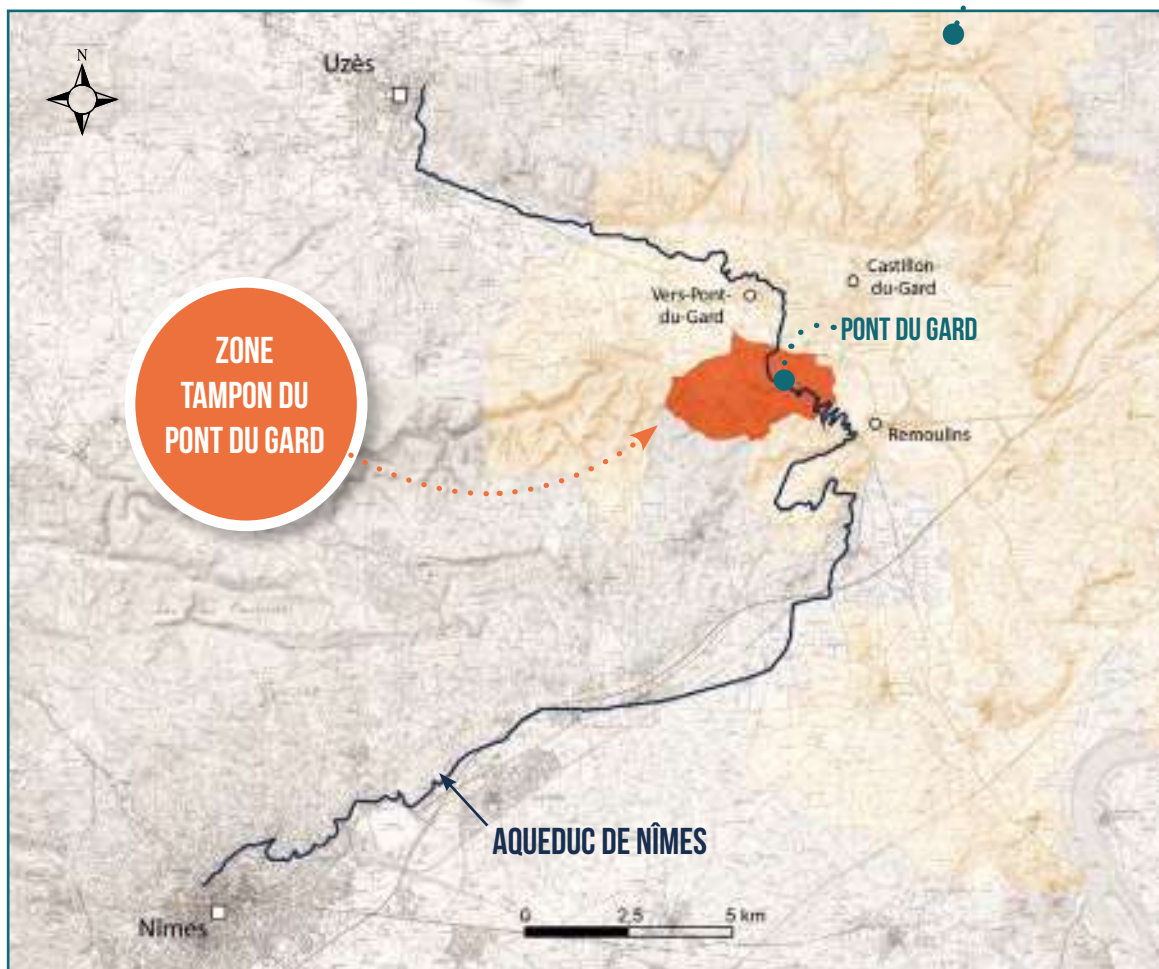 N
Uzès
Castillon-
du-Gard
Vers-Pont-
du-Gard
PONT DU GARD
ZONE
TAMPON DU
PONT DU GARD
Remoulins
AQUEDUC DE NÎMES
0 2,5 5 km
Nîmes